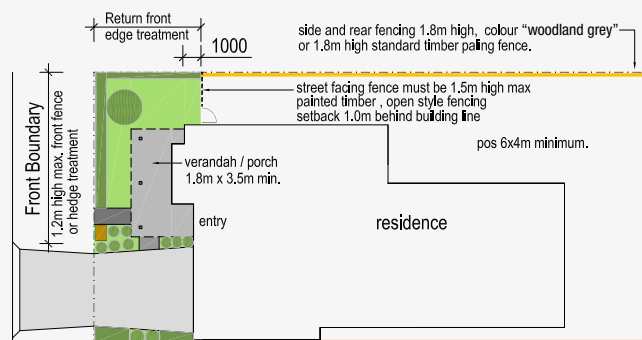 Return front
edge treatment
1000
side and rear fencing 1.8m high, colour “woodland grey”
or 1.8m high standard timber paling fence.
street facing fence must be 1.5m high max
painted timber , open style fencing
setback 1.0m behind building line
pos 6x4m minimum.
Front Boundary
1.2m high max. front fence
or hedge treatment
verandah / porch
1.8m x 3.5m min.
entry
residence